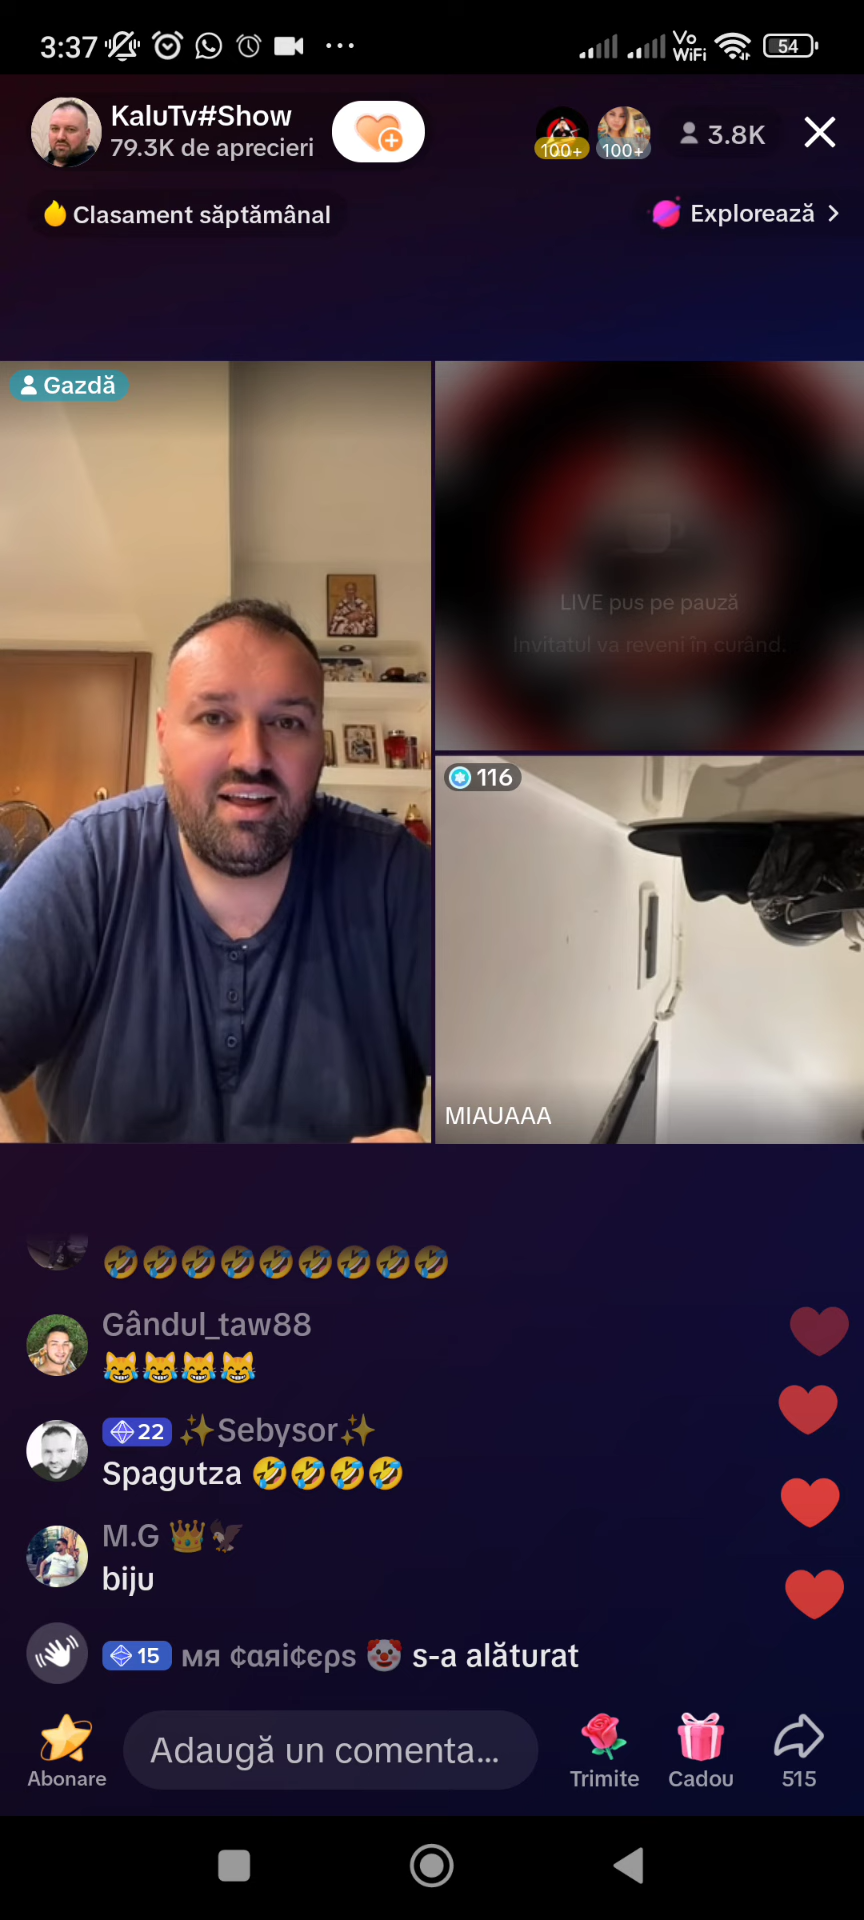 3:37
Vo
WiFi
54
KaluTv#Show
79.3K de aprecieri
100+
100+
3.8K
Clasament săptămânal
Explorează
Gazdă
LIVE pus pe pauză
Invitatul va reveni în curând.
116
MIAUAAA
🤣🤣🤣🤣🤣🤣🤣🤣🤣
Gândul_taw88
😹😹😹😹
22 ✨Sebysor✨
Spagutza 🤣🤣🤣🤣
M.G 👑🦅
biju
15 мя ¢αяi¢єρs 🤡 s-a alăturat
Adaugă un comenta...
Abonare
Trimite
Cadou
515